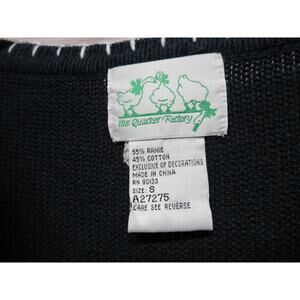 The Quacker Factory
55% RAMIE
45% COTTON
EXCLUSIVE OF DECORATIONS
MADE IN CHINA
RN 90133
SIZE: S
A27275
CARE SEE REVERSE